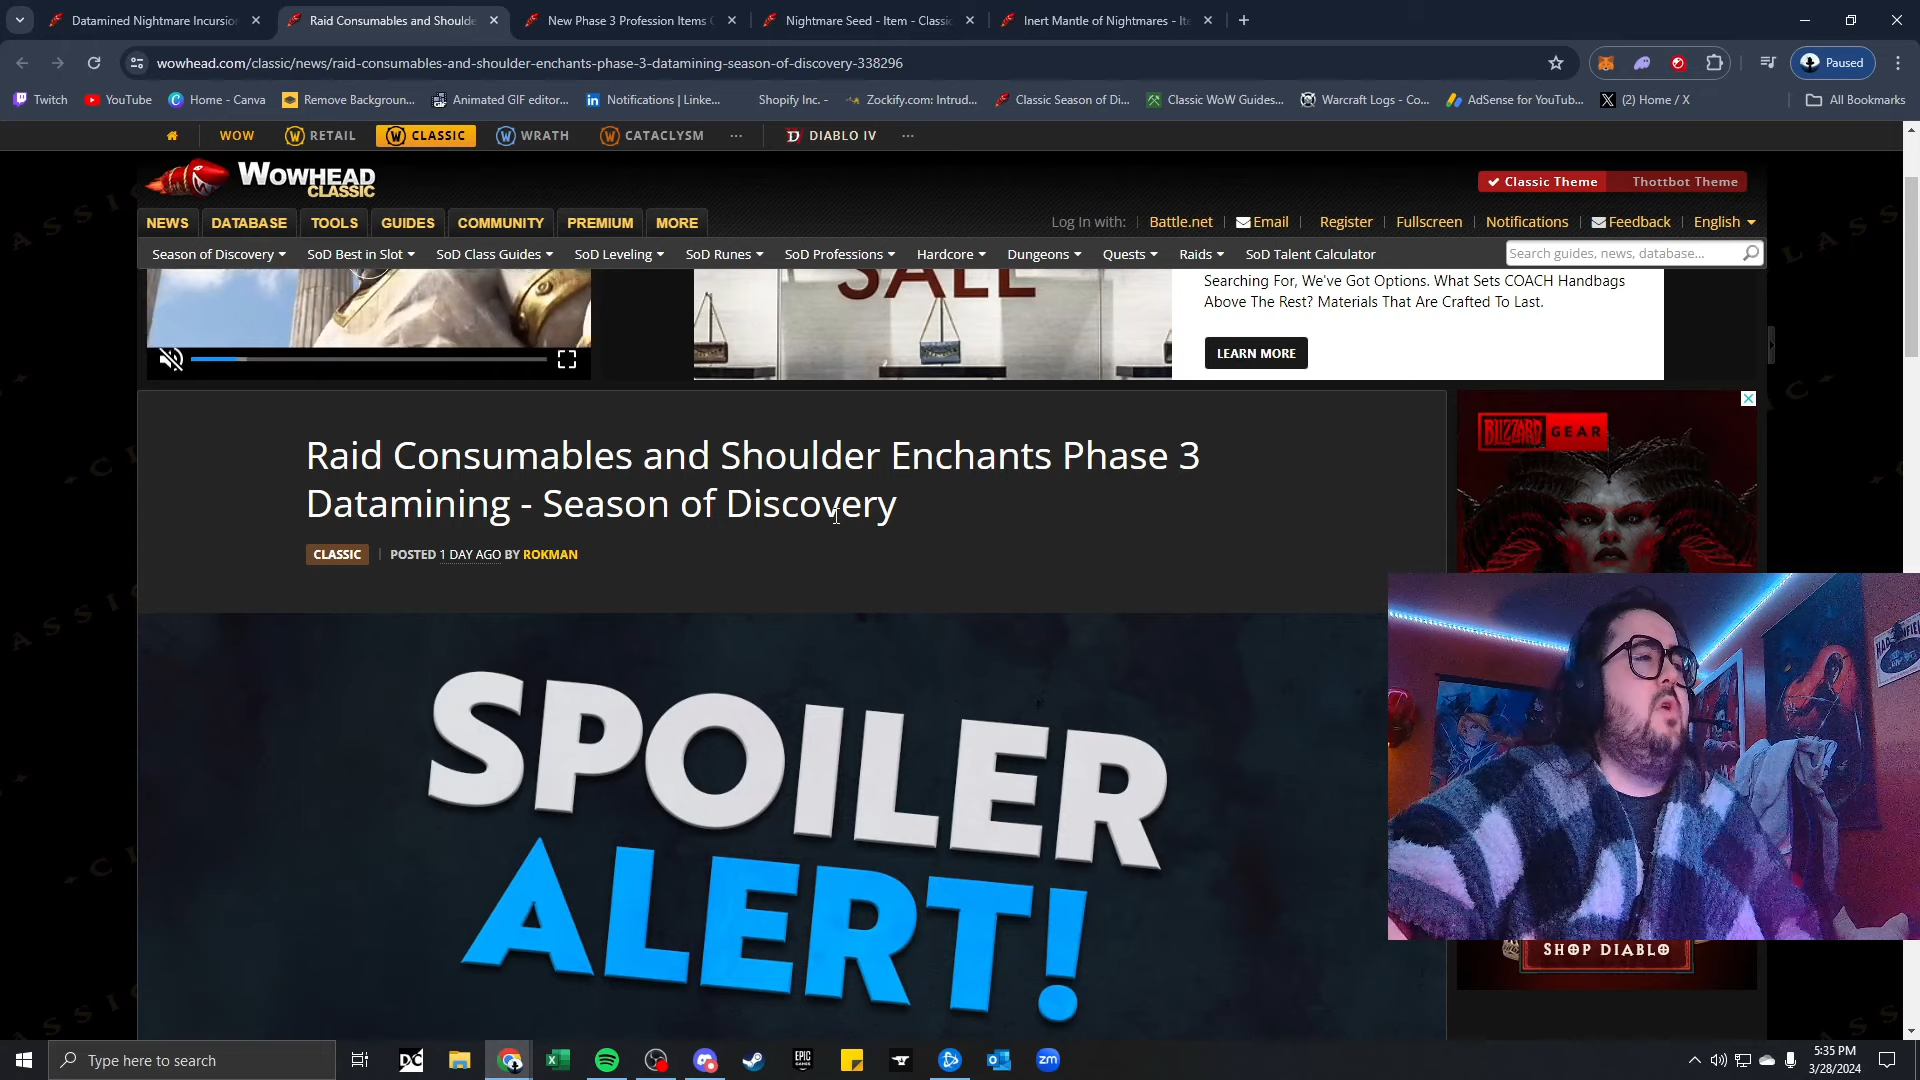 Datamined Nightmare Incursion
Raid Consumables and Shoulde
New Phase 3 Profession Items
Nightmare Seed - Item - Classic
Inert Mantle of Nightmares - Ite
wowhead.com/classic/news/raid-consumables-and-shoulder-enchants-phase-3-datamining-season-of-discovery-338296
Paused
Twitch
YouTube
Home - Canva
Remove Backgroun...
Animated GIF editor...
Notifications | Linke...
Shopify Inc. -
Zockify.com: Intrud...
Classic Season of Di...
Classic WoW Guides...
Warcraft Logs - Co...
AdSense for YouTub...
(2) Home / X
All Bookmarks
WOW
RETAIL
CLASSIC
WRATH
CATACLYSM
...
DIABLO IV
...
WOWHEAD
CLASSIC
Classic Theme
Thottbot Theme
NEWS
DATABASE
TOOLS
GUIDES
COMMUNITY
PREMIUM
MORE
Log In with:
Battle.net
Email
Register
Fullscreen
Notifications
Feedback
English
Season of Discovery
SoD Best in Slot
SoD Class Guides
SoD Leveling
SoD Runes
SoD Professions
Hardcore
Dungeons
Quests
Raids
SoD Talent Calculator
Search guides, news, database...
SALE
Searching For, We've Got Options. What Sets COACH Handbags
Above The Rest? Materials That Are Crafted To Last.
LEARN MORE
Raid Consumables and Shoulder Enchants Phase 3
Datamining - Season of Discovery
CLASSIC
POSTED 1 DAY AGO BY ROKMAN
BLIZZARD GEAR
SPOILER
ALERT!
SHOP DIABLO
Type here to search
DC
EPIC
GAMES
zm
5:35 PM
3/28/2024